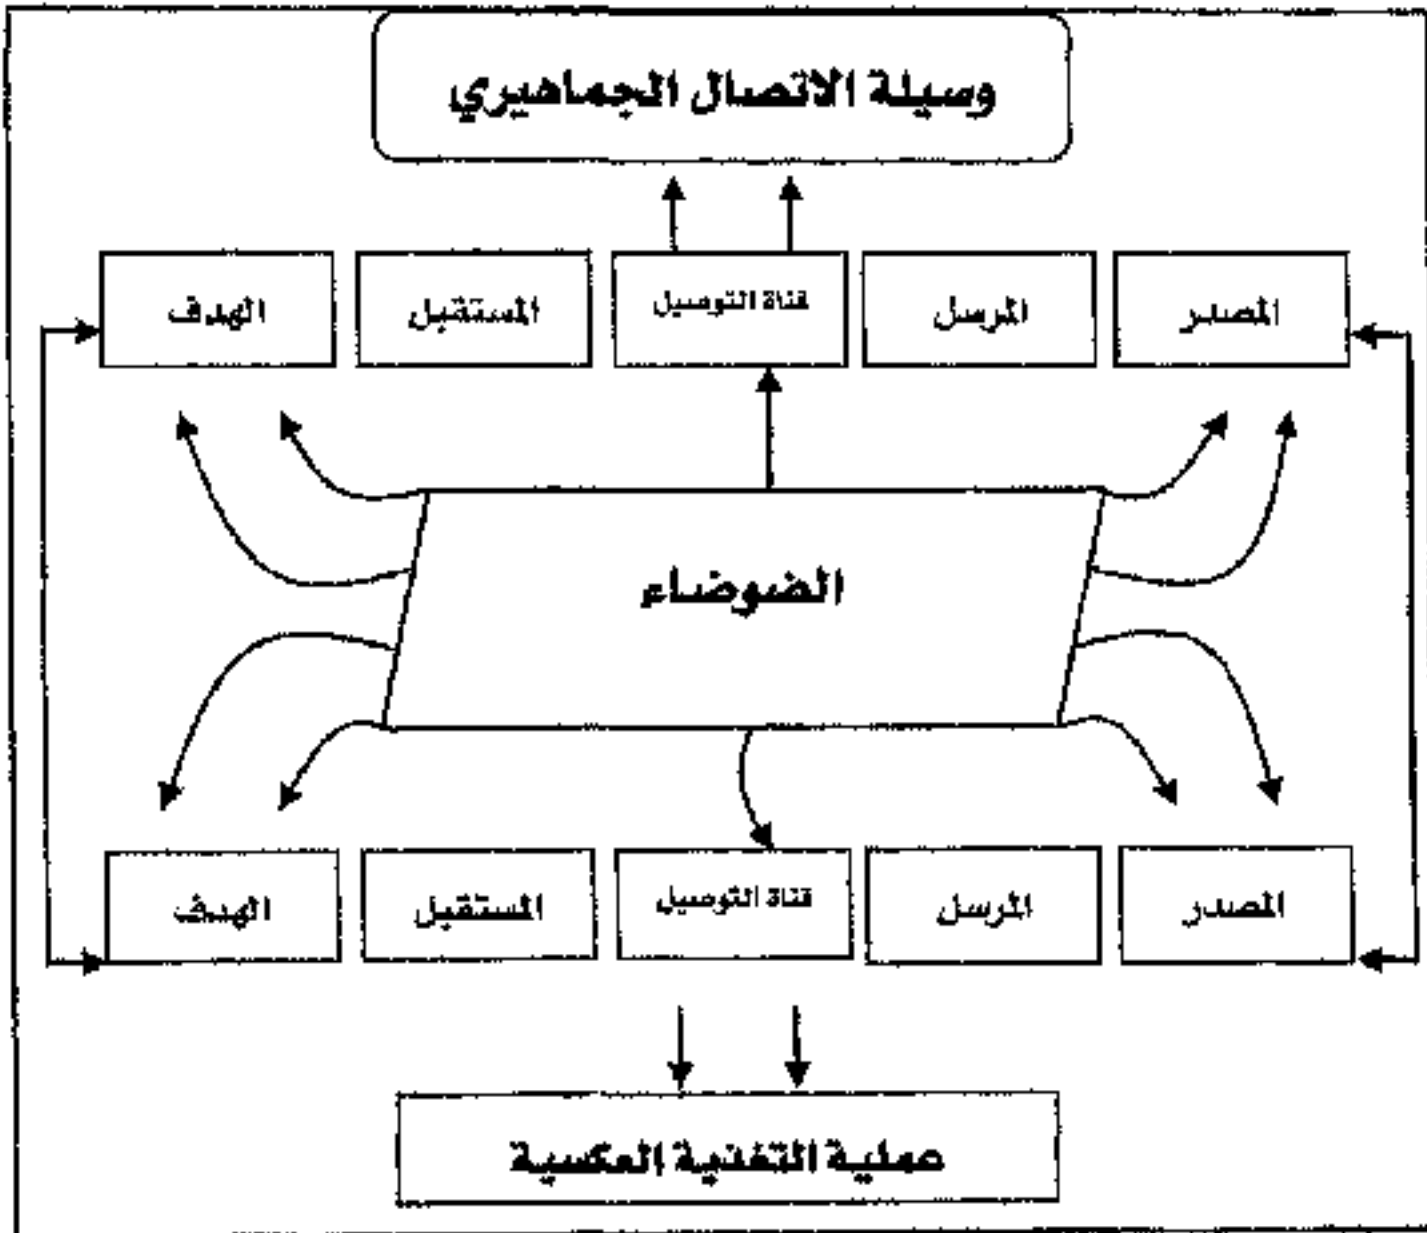 وسيلة الاتصال الجماهيري
المصدر
المرسل
قناة التوصيل
المستقبل
الهدف
الضوضاء
المصدر
المرسل
قناة التوصيل
المستقبل
الهدف
عملية التغذية العكسية